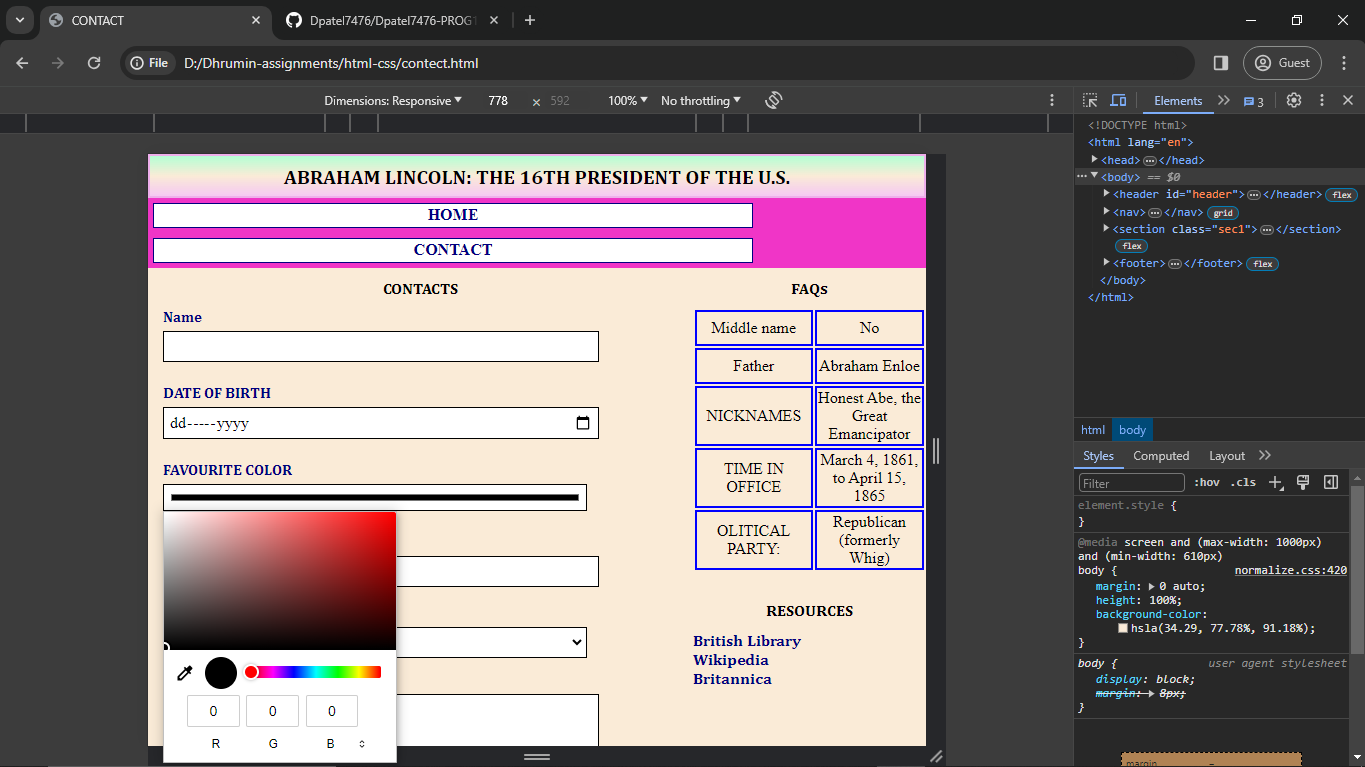 CONTACT
Dpatel7476/Dpatel7476-PROG1
File
D:/Dhrumin-assignments/html-css/contect.html
Guest
Dimensions: Responsive
778
×
592
100%
No throttling
Elements
3
<!DOCTYPE html>
<html lang="en">
<head>
</head>
<body> == $0
<header id="header">
</header>
flex
<nav>
</nav>
grid
<section class="sec1">
</section>
flex
<footer>
</footer>
flex
</body>
</html>
ABRAHAM LINCOLN: THE 16TH PRESIDENT OF THE U.S.
HOME
CONTACT
CONTACTS
Name
DATE OF BIRTH
dd-----yyyy
FAVOURITE COLOR
0
0
0
R
G
B
FAQs
Middle name
No
Father
Abraham Enloe
NICKNAMES
Honest Abe, the
Great
Emancipator
TIME IN
OFFICE
March 4, 1861,
to April 15,
1865
OLITICAL
PARTY:
Republican
(formerly
Whig)
RESOURCES
British Library
Wikipedia
Britannica
html
body
Styles
Computed
Layout
Filter
:hov
.cls
element.style {
}
@media screen and (max-width: 1000px)
and (min-width: 610px)
body {
normalize.css:420
margin: 0 auto;
height: 100%;
background-color:
hsla(34.29, 77.78%, 91.18%);
}
body {
user agent stylesheet
display: block;
margin: 8px;
}
margin